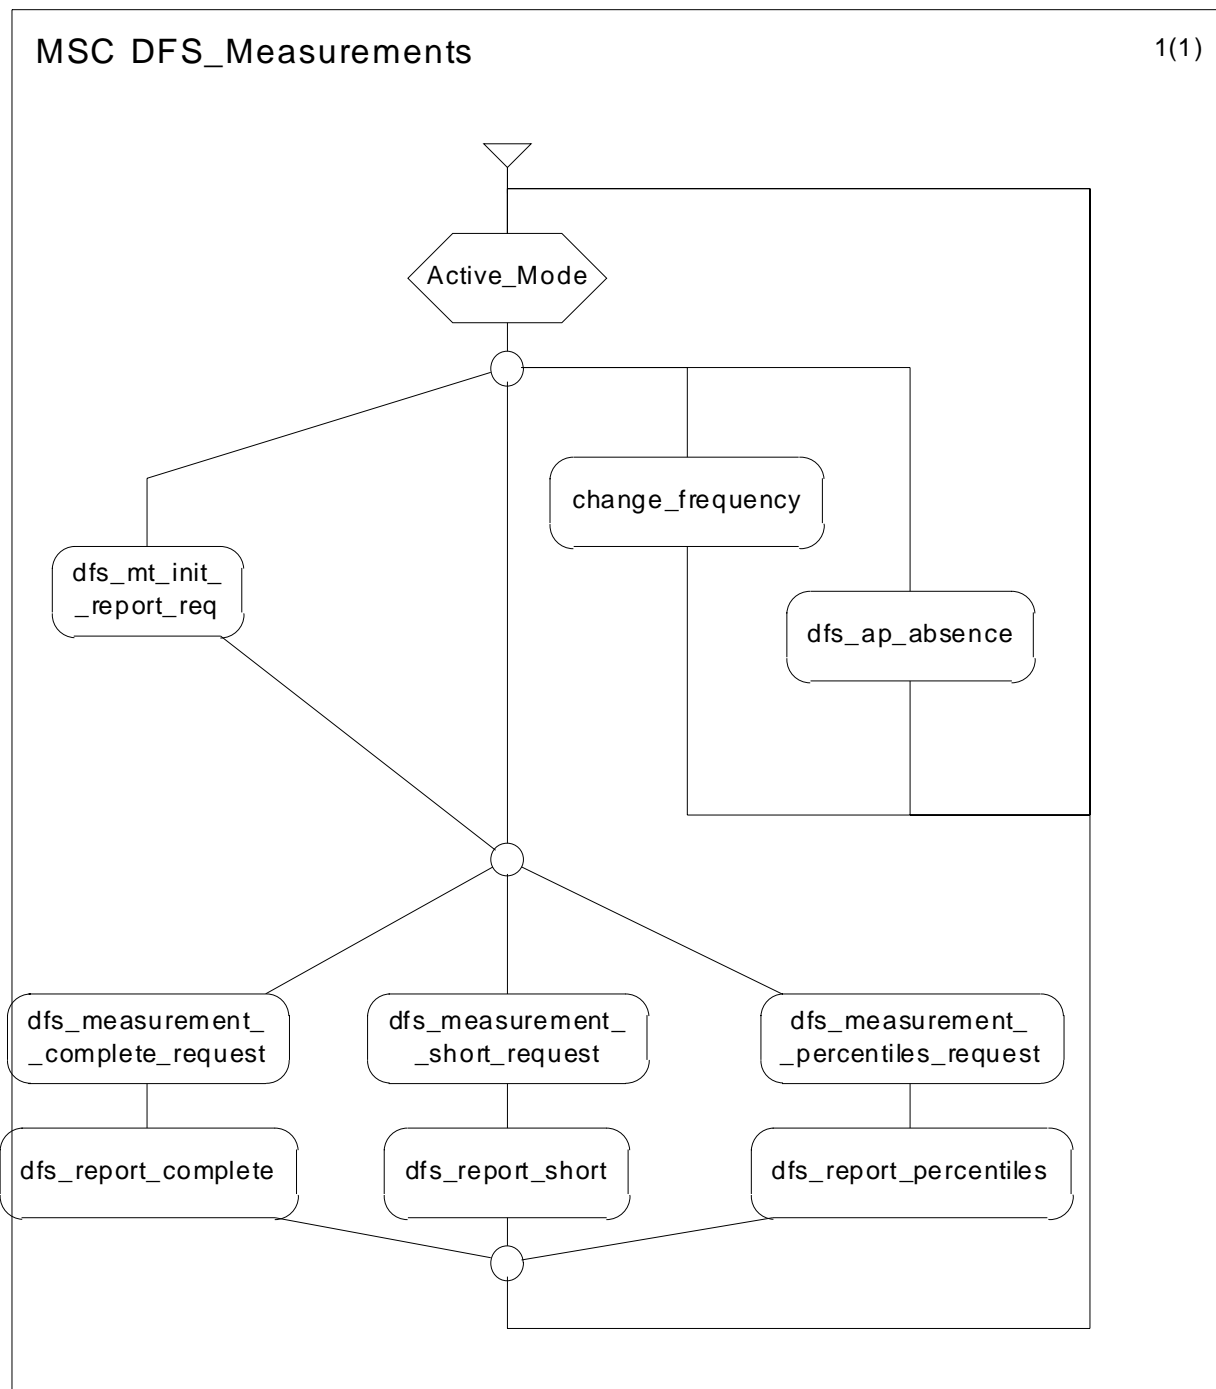 MSC DFS_Measurements
1(1)
Active_Mode
change_frequency
dfs_mt_init_
_report_req
dfs_ap_absence
dfs_measurement_
_complete_request
dfs_measurement_
_short_request
dfs_measurement_
_percentiles_request
dfs_report_complete
dfs_report_short
dfs_report_percentiles